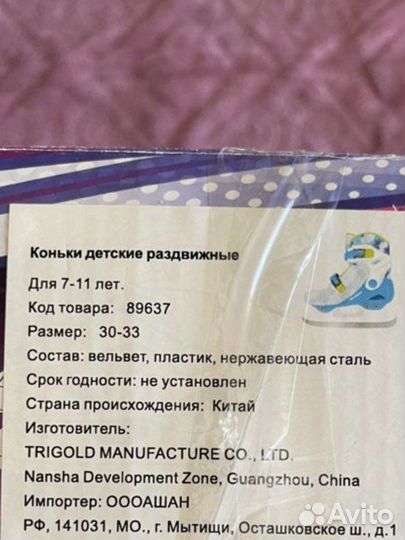 Коньки детские раздвижные
Для 7-11 лет.
Код товара: 89637
Размер: 30-33
Состав: вельвет, пластик, нержавеющая сталь
Срок годности: не установлен
Страна происхождения: Китай
Изготовитель:
TRIGOLD MANUFACTURE CO., LTD.
Nansha Development Zone, Guangzhou, China
Импортер: ОООАШАН
РФ, 141031, МО., г. Мытищи, Осташковское ш., д.1
Avito